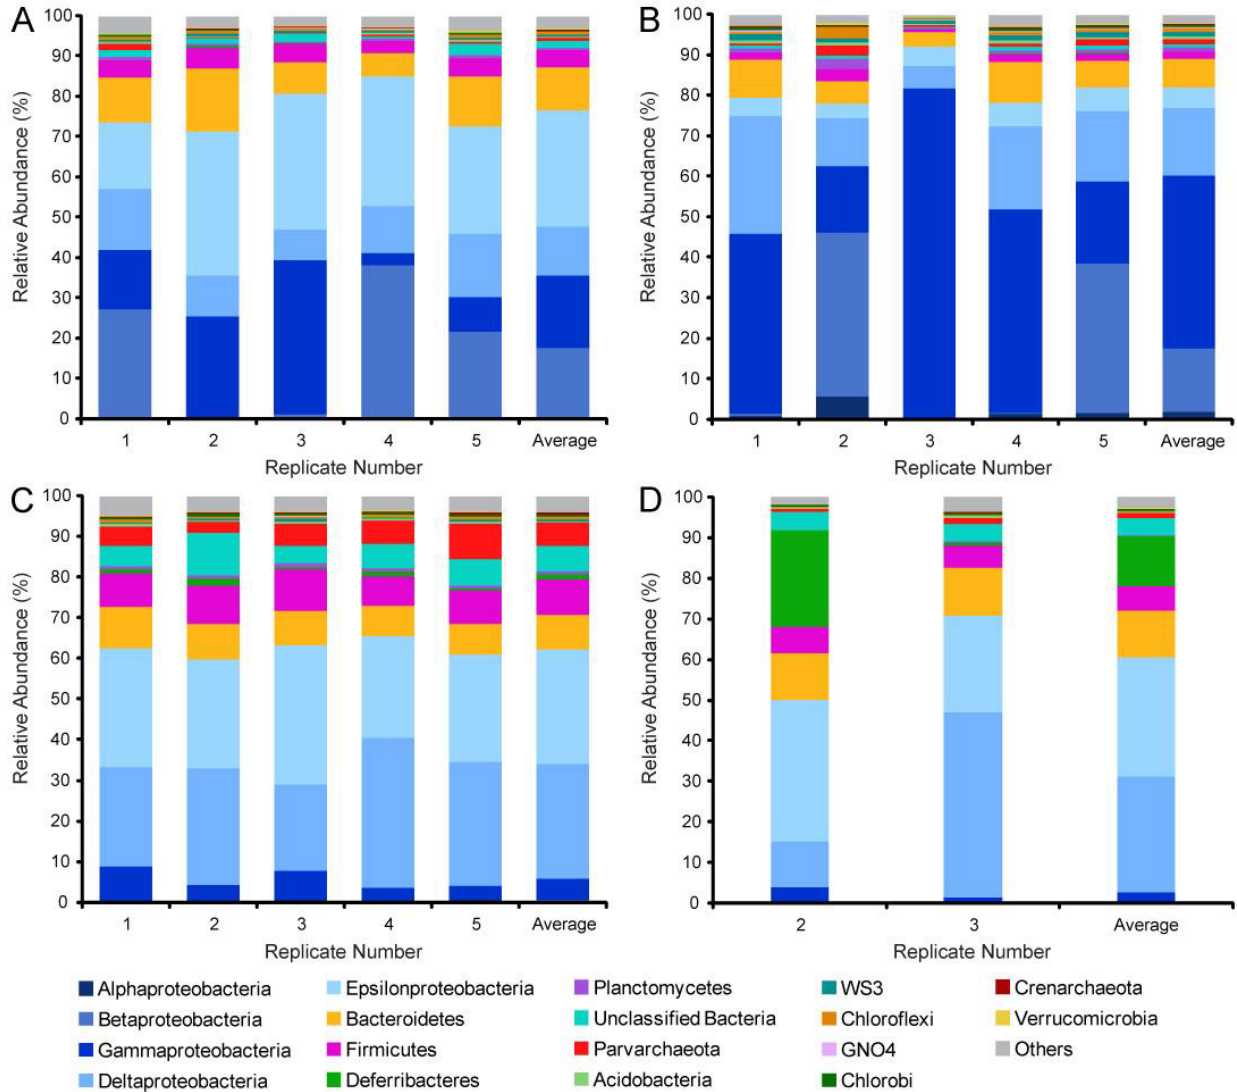 A
Relative Abundance (%)
100
90
80
70
60
50
40
30
20
10
0
1 2 3 4 5 Average
Replicate Number
B
Relative Abundance (%)
100
90
80
70
60
50
40
30
20
10
0
1 2 3 4 5 Average
Replicate Number
C
Relative Abundance (%)
100
90
80
70
60
50
40
30
20
10
0
1 2 3 4 5 Average
Replicate Number
D
Relative Abundance (%)
100
90
80
70
60
50
40
30
20
10
0
2 3 Average
Replicate Number
Alphaproteobacteria Epsilonproteobacteria Planctomycetes WS3 Crenarchaeota
Betaproteobacteria Bacteroidetes Unclassified Bacteria Chloroflexi Verrucomicrobia
Gammaproteobacteria Firmicutes Parvarchaeota GNO4 Others
Deltaproteobacteria Deferribacteres Acidobacteria Chlorobi